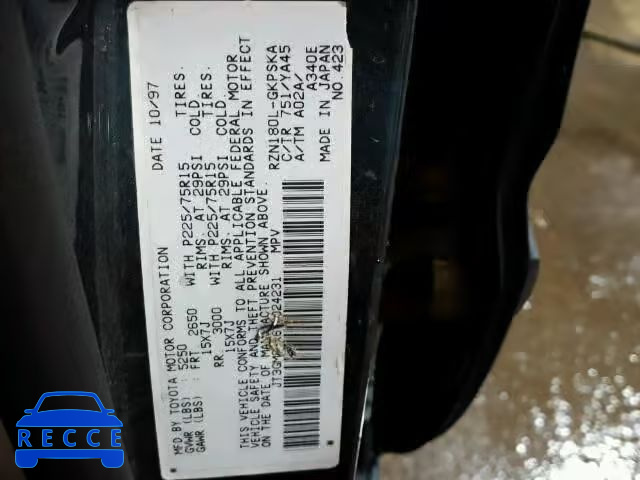 MFD.BY TOYOTA MOTOR CORPORATION DATE 10/97
GVWR (LBS) : 5250
GAWR (LBS) : FRT 2650 WITH P225/75R15 TIRES.
15X7J RIMS. AT 29PSI COLD
RR 3000 WITH P225/75R15 TIRES.
15X7J RIMS. AT 29PSI COLD
THIS VEHICLE CONFORMS TO ALL APPLICABLE FEDERAL MOTOR
VEHICLE SAFETY AND THEFT PREVENTION STANDARDS IN EFFECT
ON THE DATE OF SHOWN ABOVE.
MPV
RZN180L-GKPSKA
C/TR 751/YA45
A/TM A02A/
A340E
MADE IN JAPAN
NO.423
RECCE